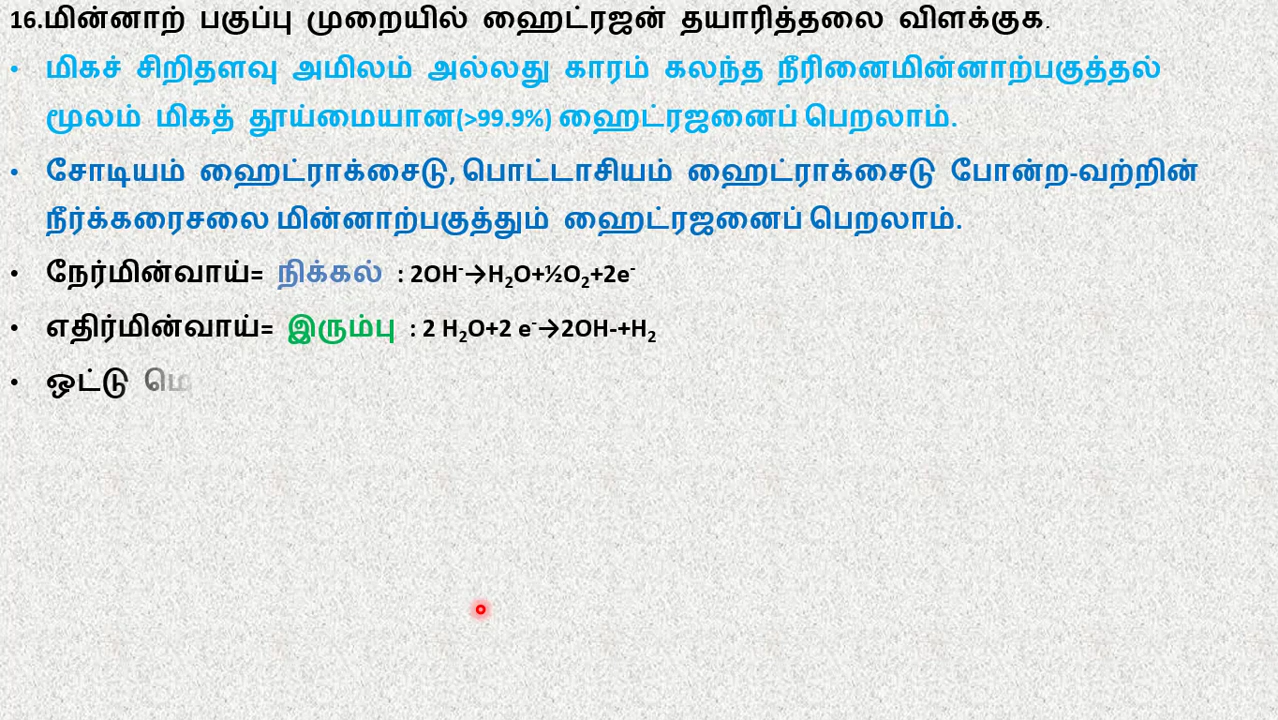 16.மின்னாற் பகுப்பு முறையில் ஹைட்ரஜன் தயாரித்தலை விளக்குக.
• மிகச் சிறிதளவு அமிலம் அல்லது காரம் கலந்த நீரினைமின்னாற்பகுத்தல்
மூலம் மிகத் தூய்மையான(>99.9%) ஹைட்ரஜனைப் பெறலாம்.
• சோடியம் ஹைட்ராக்சைடு, பொட்டாசியம் ஹைட்ராக்சைடு போன்ற-வற்றின்
நீர்க்கரைசலை மின்னாற்பகுத்தும் ஹைட்ரஜனைப் பெறலாம்.
• நேர்மின்வாய்= நிக்கல் : 2OH⁻→H₂O+½O₂+2e⁻
• எதிர்மின்வாய்= இரும்பு : 2 H₂O+2 e⁻→2OH-+H₂
• ஒட்டு